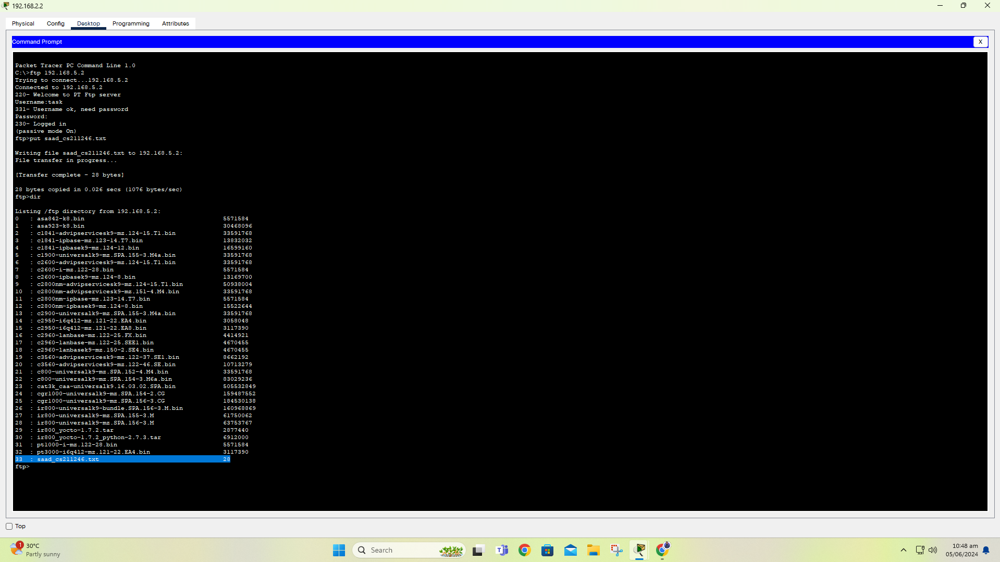 192.168.2.2
Physical Config Desktop Programming Attributes
Command Prompt X
Packet Tracer PC Command Line 1.0
C:\>ftp 192.168.5.2
Trying to connect...192.168.5.2
Connected to 192.168.5.2
220- Welcome to PT Ftp server
Username:task
331- Username ok, need password
Password:
230- Logged in
(passive mode On)
ftp>put saad_cs211246.txt
Writing file saad_cs211246.txt to 192.168.5.2:
File transfer in progress...
[Transfer complete - 28 bytes]
28 bytes copied in 0.026 secs (1076 bytes/sec)
ftp>dir
Listing /ftp directory from 192.168.5.2:
0 : asa842-k8.bin 5571584
1 : asa923-k8.bin 30468096
2 : c1841-advipservicesk9-mz.124-15.T1.bin 33591768
3 : c1841-ipbase-mz.123-14.T7.bin 13832032
4 : c1841-ipbasek9-mz.124-12.bin 16599160
5 : c1900-universalk9-mz.SPA.155-3.M4a.bin 33591768
6 : c2600-advipservicesk9-mz.124-15.T1.bin 33591768
7 : c2600-i-mz.122-28.bin 5571584
8 : c2600-ipbasek9-mz.124-8.bin 13169700
9 : c2800nm-advipservicesk9-mz.124-15.T1.bin 50938004
10 : c2800nm-advipservicesk9-mz.151-4.M4.bin 33591768
11 : c2800nm-ipbase-mz.123-14.T7.bin 5571584
12 : c2800nm-ipbasek9-mz.124-8.bin 15522644
13 : c2900-universalk9-mz.SPA.155-3.M4a.bin 33591768
14 : c2950-i6q4l2-mz.121-22.EA4.bin 3058048
15 : c2950-i6q4l2-mz.121-22.EA8.bin 3117390
16 : c2960-lanbase-mz.122-25.FX.bin 4414921
17 : c2960-lanbase-mz.122-25.SEE1.bin 4670455
18 : c2960-lanbasek9-mz.150-2.SE4.bin 4670455
19 : c3560-advipservicesk9-mz.122-37.SE1.bin 8662192
20 : c3560-advipservicesk9-mz.122-46.SE.bin 10713279
21 : c800-universalk9-mz.SPA.152-4.M4.bin 33591768
22 : c800-universalk9-mz.SPA.154-3.M6a.bin 83029236
23 : cat3k_caa-universalk9.16.03.02.SPA.bin 505532849
24 : cgr1000-universalk9-mz.SPA.154-2.CG 159487552
25 : cgr1000-universalk9-mz.SPA.156-3.CG 184530138
26 : ir800-universalk9-bundle.SPA.156-3.M.bin 160968869
27 : ir800-universalk9-mz.SPA.155-3.M 61750062
28 : ir800-universalk9-mz.SPA.156-3.M 63753767
29 : ir800_yocto-1.7.2.tar 2877440
30 : ir800_yocto-1.7.2_python-2.7.3.tar 6912000
31 : pt1000-i-mz.122-28.bin 5571584
32 : pt3000-i6q4l2-mz.121-22.EA4.bin 3117390
33 : saad_cs211246.txt 28
ftp>
Top
1
30°C
Partly sunny
Search
10:48 am
05/06/2024